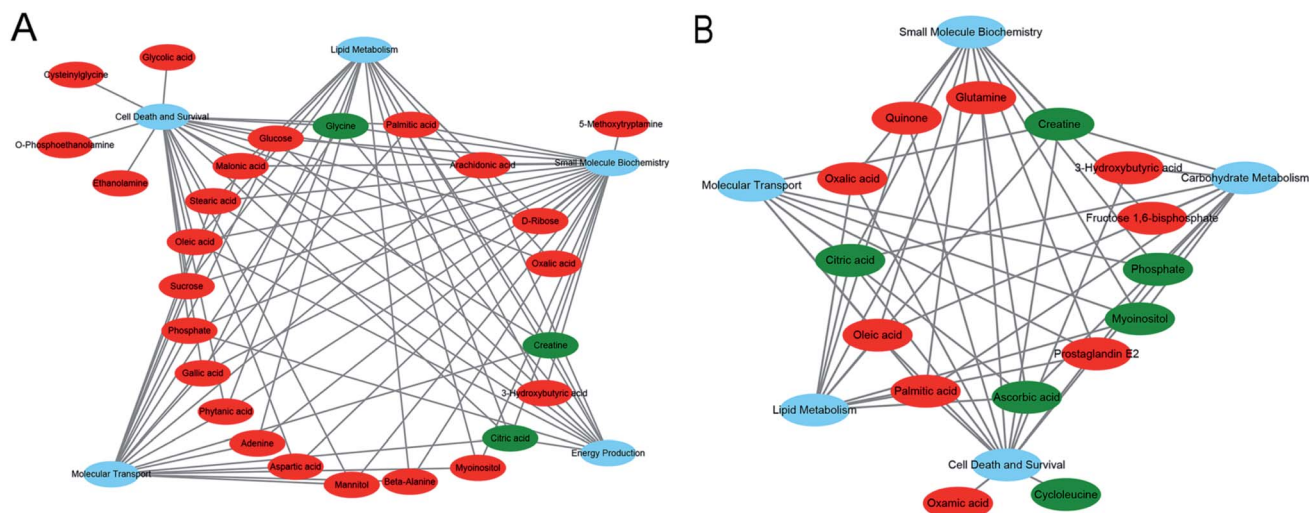 A
Lipid Metabolism
Glycolic acid
Cysteinylglycine
Cell Death and Survival
O-Phosphoethanolamine
Ethanolamine
Glucose
Glycine
Palmitic acid
5-Methoxytryptamine
Malonic acid
Arachidonic acid
Small Molecule Biochemistry
Stearic acid
D-Ribose
Oleic acid
Oxalic acid
Sucrose
Phosphate
Creatine
Gallic acid
3-Hydroxybutyric acid
Phytanic acid
Adenine
Citric acid
Energy Production
Molecular Transport
Aspartic acid
Mannitol
Beta-Alanine
Myoinositol
B
Small Molecule Biochemistry
Glutamine
Quinone
Creatine
3-Hydroxybutyric acid
Oxalic acid
Molecular Transport
Carbohydrate Metabolism
Fructose 1,6-bisphosphate
Citric acid
Phosphate
Myoinositol
Oleic acid
Prostaglandin E2
Palmitic acid
Ascorbic acid
Lipid Metabolism
Cell Death and Survival
Oxamic acid
Cycloleucine